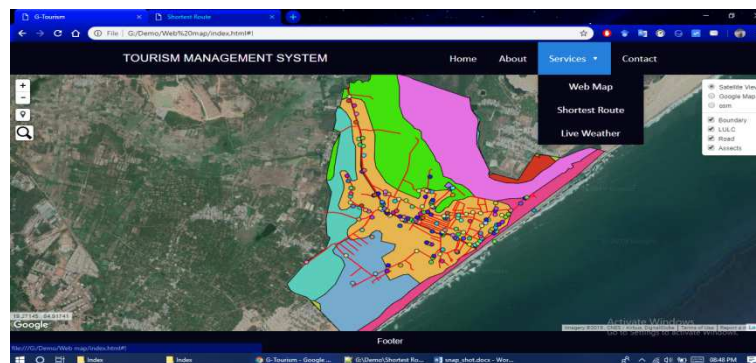 G-Tourism
Shortest Route
File | G:/Demo/Web%20map/index.html#!
TOURISM MANAGEMENT SYSTEM
Home About Services Contact
Web Map
Shortest Route
Live Weather
Satellite View
Google Map
osm
Boundary
LULC
Road
Assects
Activate Windows
Go to Settings to activate Windows
Google
Footer
file:///G:/Demo/Web map/index.html#!
Index
Index
G-Tourism - Google ...
G:\Demo\Shortest Ro...
snap_shot.docx - Wor...
08:48 PM